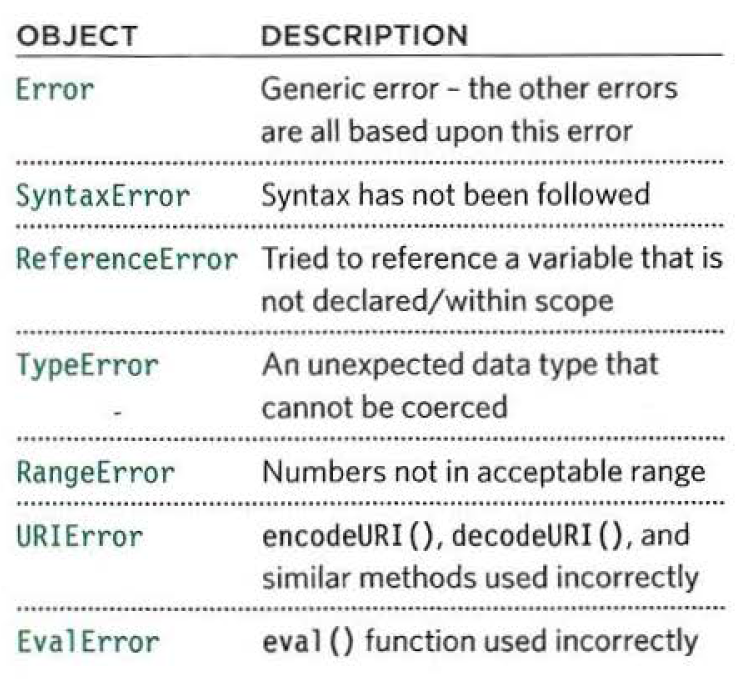 OBJECT DESCRIPTION
Error Generic error – the other errors
are all based upon this error
SyntaxError Syntax has not been followed
ReferenceError Tried to reference a variable that is
not declared/within scope
TypeError An unexpected data type that
cannot be coerced
RangeError Numbers not in acceptable range
URIError encodeURI(), decodeURI(), and
similar methods used incorrectly
EvalError eval() function used incorrectly